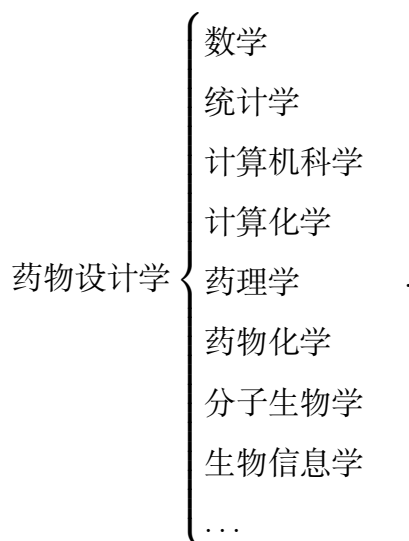 数学
统计学
计算机科学
计算化学
药物设计学 药理学 .
药物化学
分子生物学
生物信息学
...